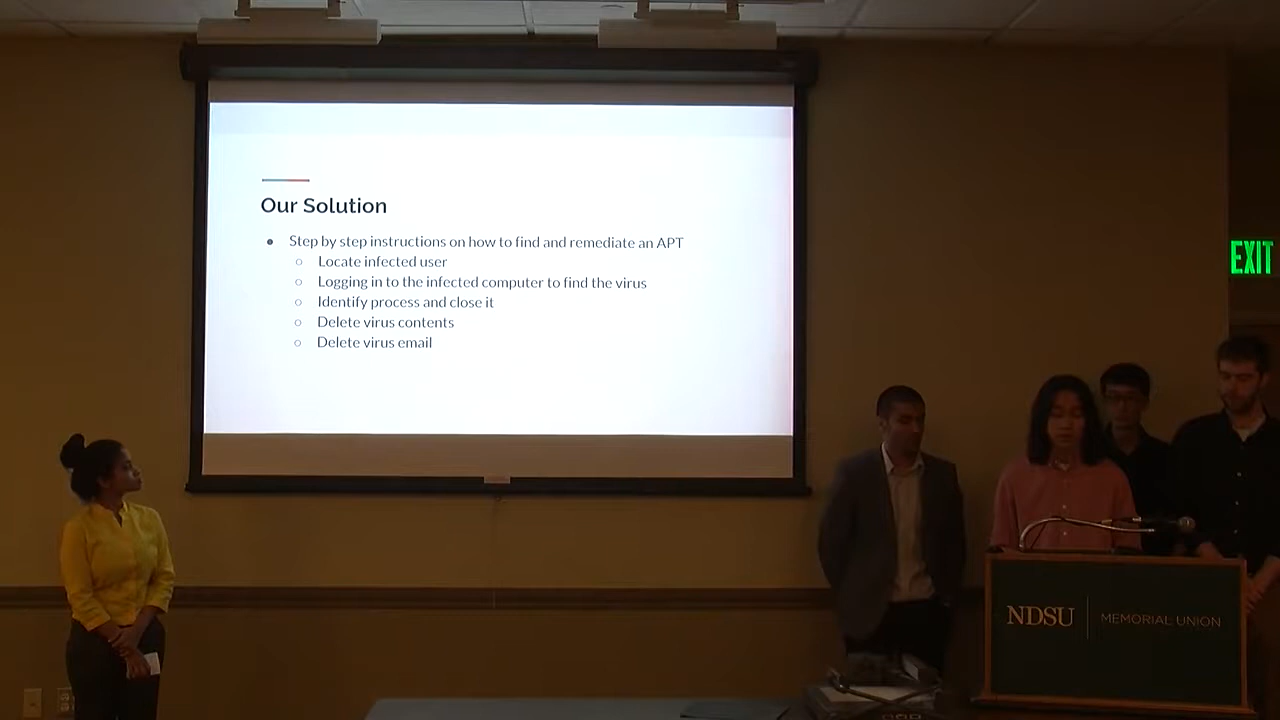 Our Solution
● Step by step instructions on how to find and remediate an APT
○ Locate infected user
○ Logging in to the infected computer to find the virus
○ Identify process and close it
○ Delete virus contents
○ Delete virus email
EXIT
NDSU | MEMORIAL UNION